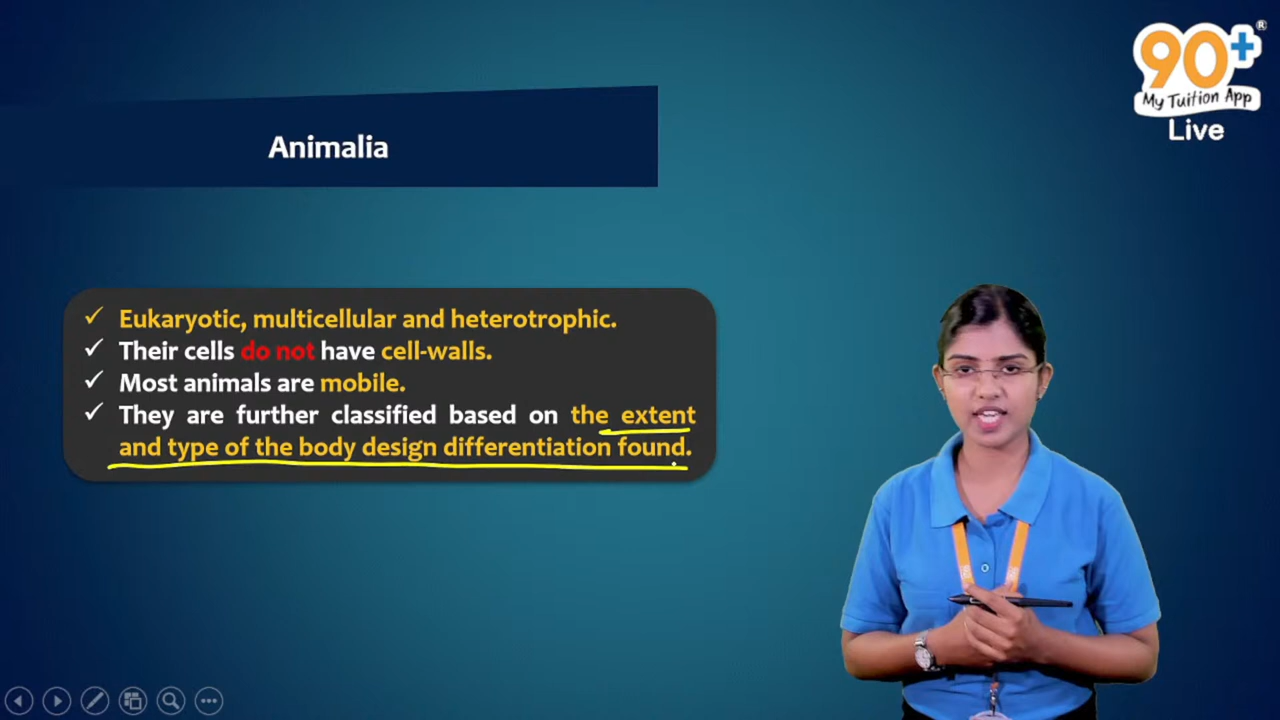 90+®
My Tuition App
Live
Animalia
✓ Eukaryotic, multicellular and heterotrophic.
✓ Their cells do not have cell-walls.
✓ Most animals are mobile.
✓ They are further classified based on the extent
and type of the body design differentiation found.